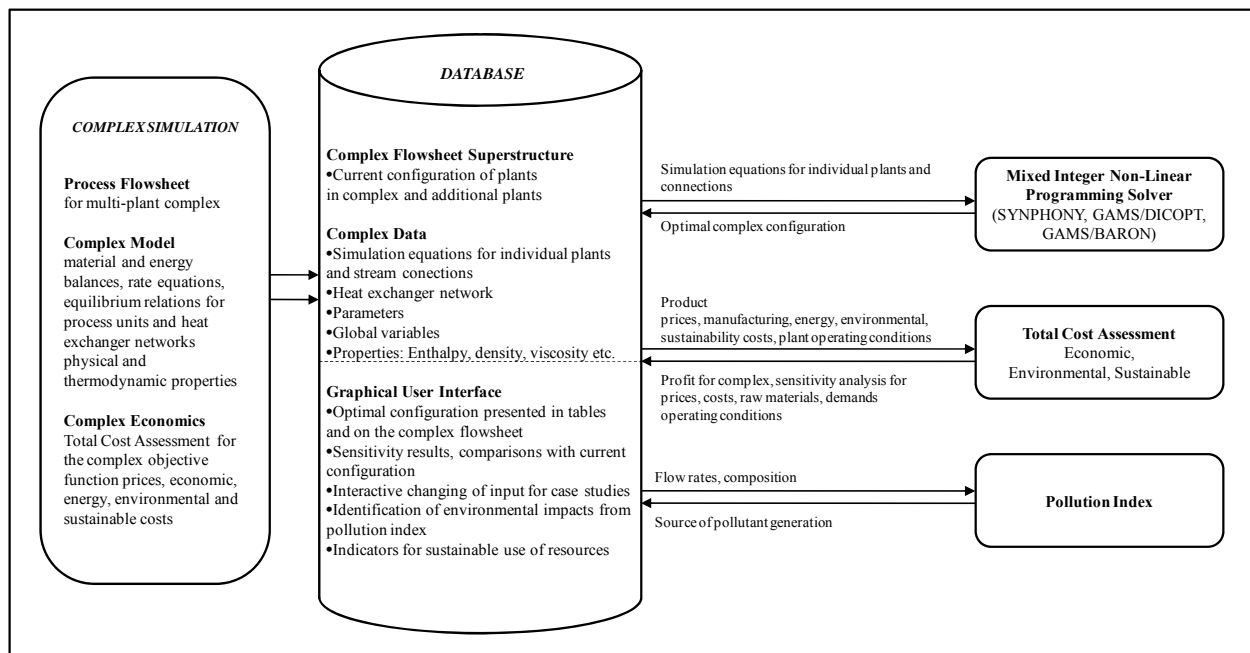 COMPLEX SIMULATION
Process Flowsheet
for multi-plant complex
Complex Model
material and energy
balances, rate equations,
equilibrium relations for
process units and heat
exchanger networks
physical and
thermodynamic properties
Complex Economics
Total Cost Assessment for
the complex objective
function prices, economic,
energy, environmental and
sustainable costs
DATABASE
Complex Flowsheet Superstructure
•Current configuration of plants
in complex and additional plants
Complex Data
•Simulation equations for individual plants
and stream conections
•Heat exchanger network
•Parameters
•Global variables
•Properties: Enthalpy, density, viscosity etc.
Graphical User Interface
•Optimal configuration presented in tables
and on the complex flowsheet
•Sensitivity results, comparisons with current
configuration
•Interactive changing of input for case studies
•Identification of environmental impacts from
pollution index
•Indicators for sustainable use of resources
Simulation equations for individual plants and
connections
Optimal complex configuration
Product
prices, manufacturing, energy, environmental,
sustainability costs, plant operating conditions
Profit for complex, sensitivity analysis for
prices, costs, raw materials, demands
operating conditions
Flow rates, composition
Source of pollutant generation
Mixed Integer Non-Linear
Programming Solver
(SYNPHONY, GAMS/DICOPT,
GAMS/BARON)
Total Cost Assessment
Economic,
Environmental, Sustainable
Pollution Index